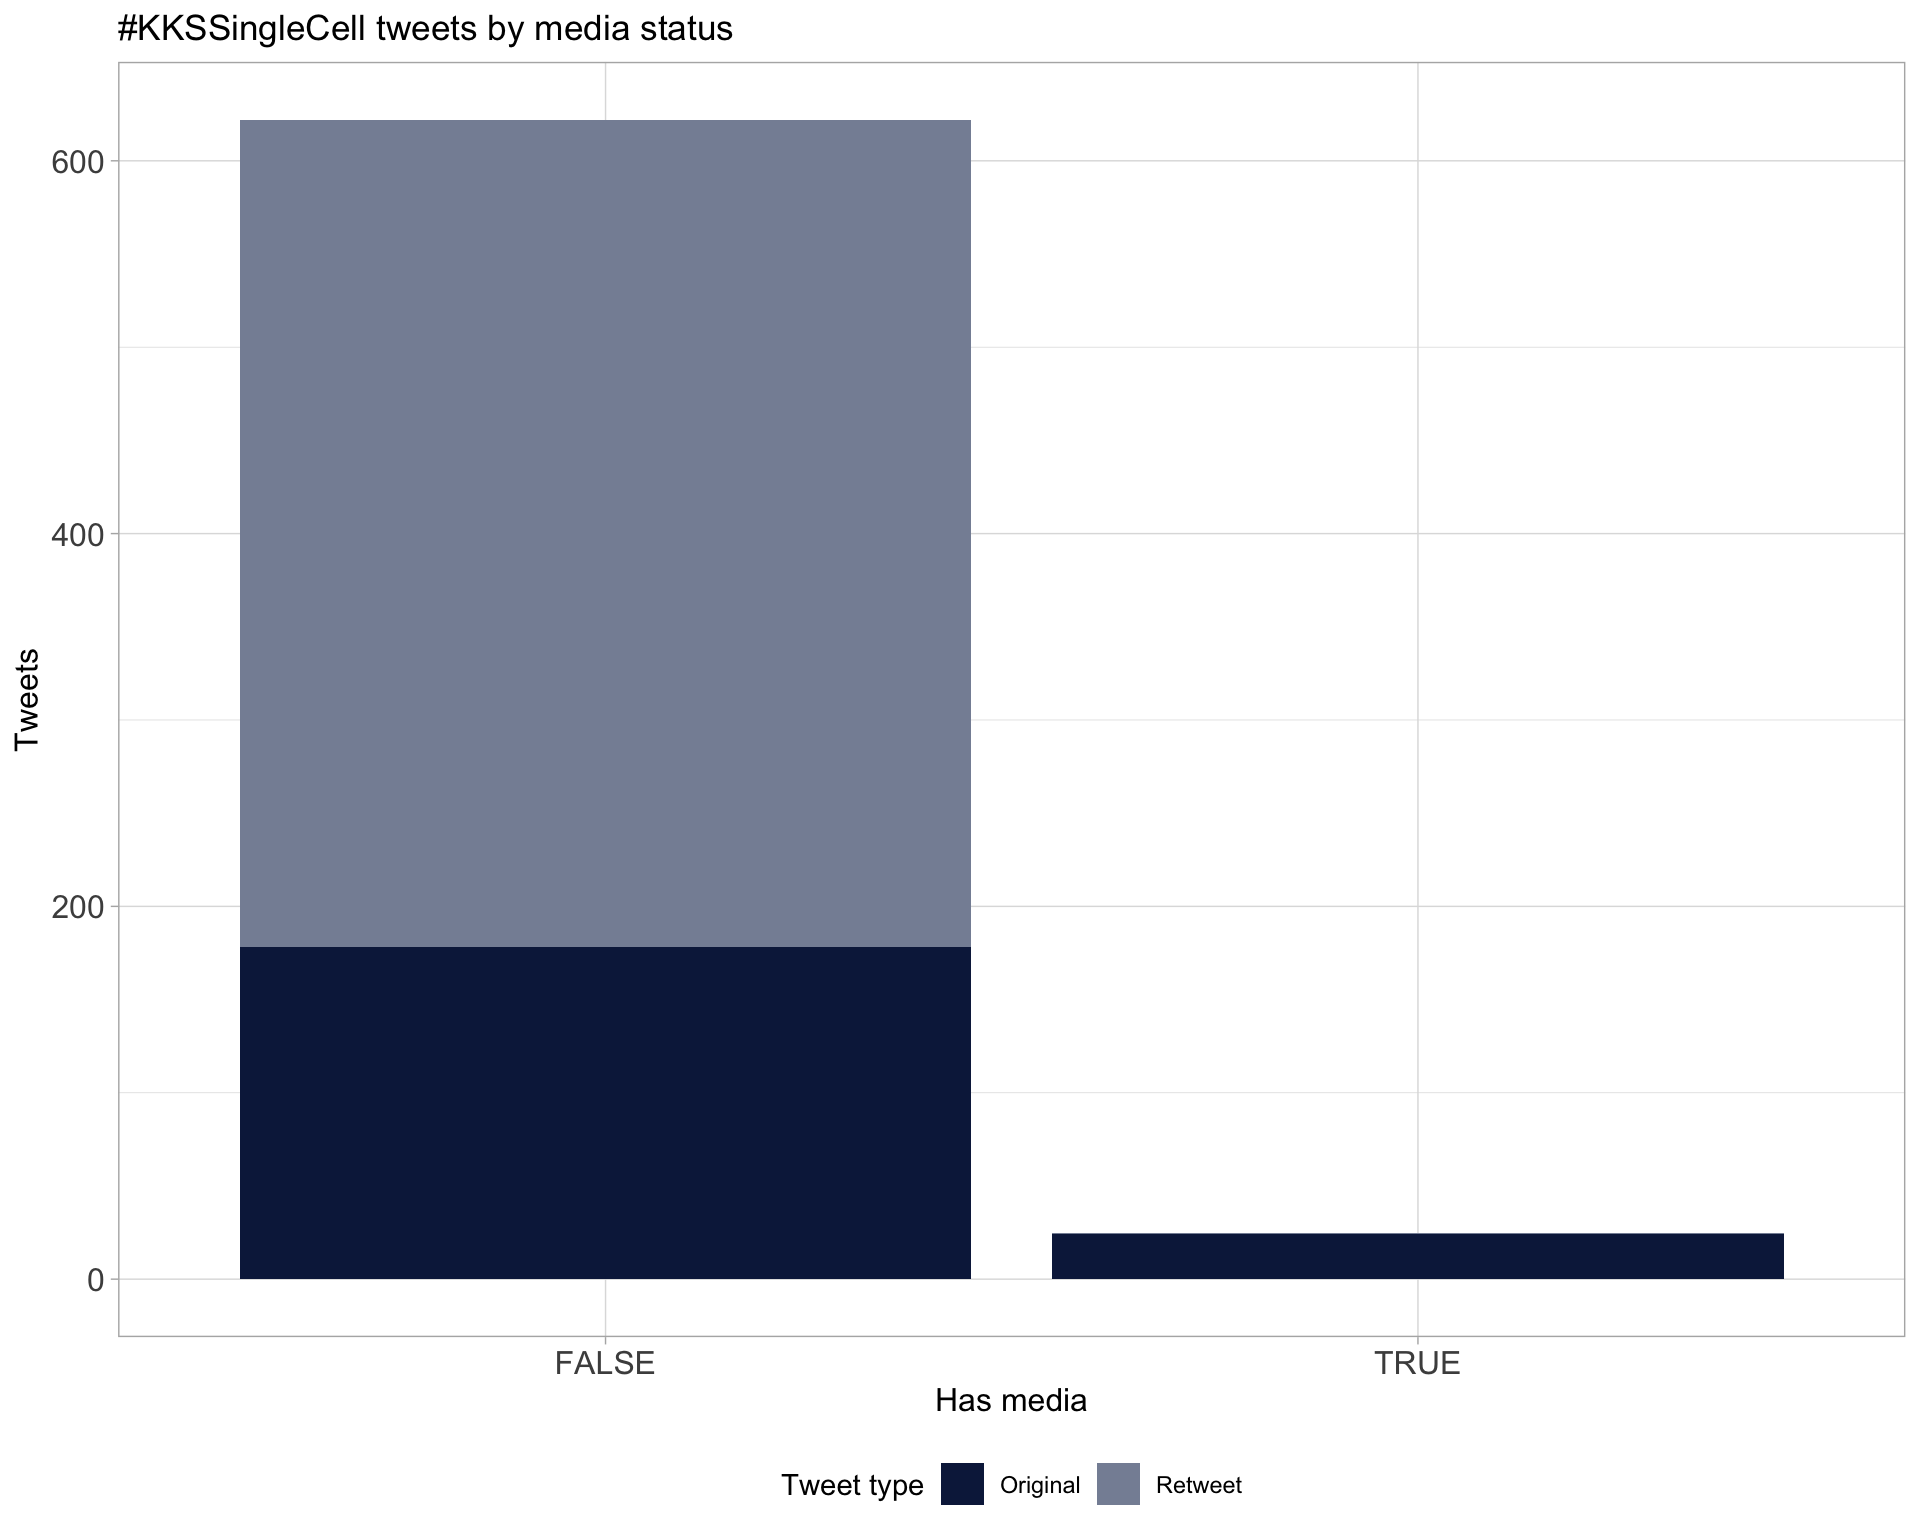 #KKSSingleCell tweets by media status
600
400
200
0
Tweets
FALSE TRUE
Has media
Tweet type Original Retweet